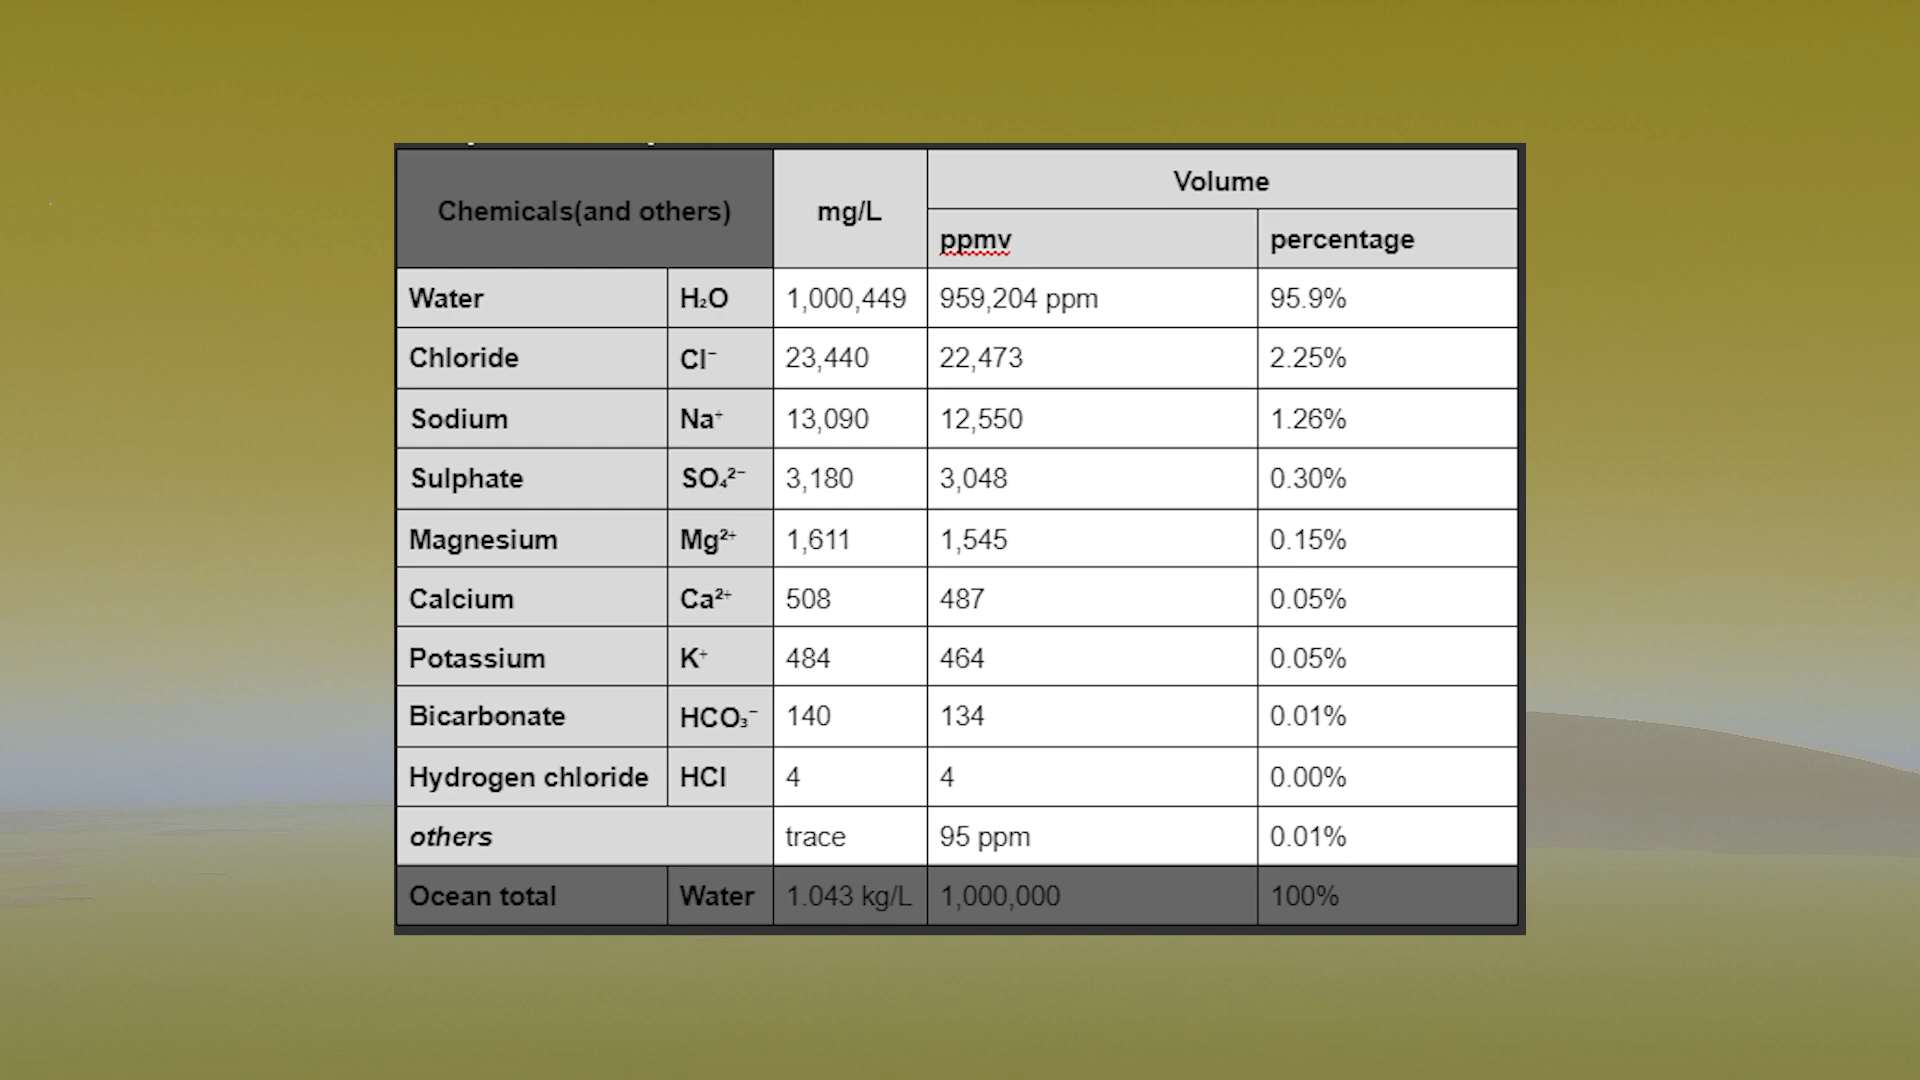 Chemicals(and others) mg/L Volume
ppmv percentage
Water H₂O 1,000,449 959,204 ppm 95.9%
Chloride Cl⁻ 23,440 22,473 2.25%
Sodium Na⁺ 13,090 12,550 1.26%
Sulphate SO₄²⁻ 3,180 3,048 0.30%
Magnesium Mg²⁺ 1,611 1,545 0.15%
Calcium Ca²⁺ 508 487 0.05%
Potassium K⁺ 484 464 0.05%
Bicarbonate HCO₃⁻ 140 134 0.01%
Hydrogen chloride HCl 4 4 0.00%
others trace 95 ppm 0.01%
Ocean total Water 1.043 kg/L 1,000,000 100%